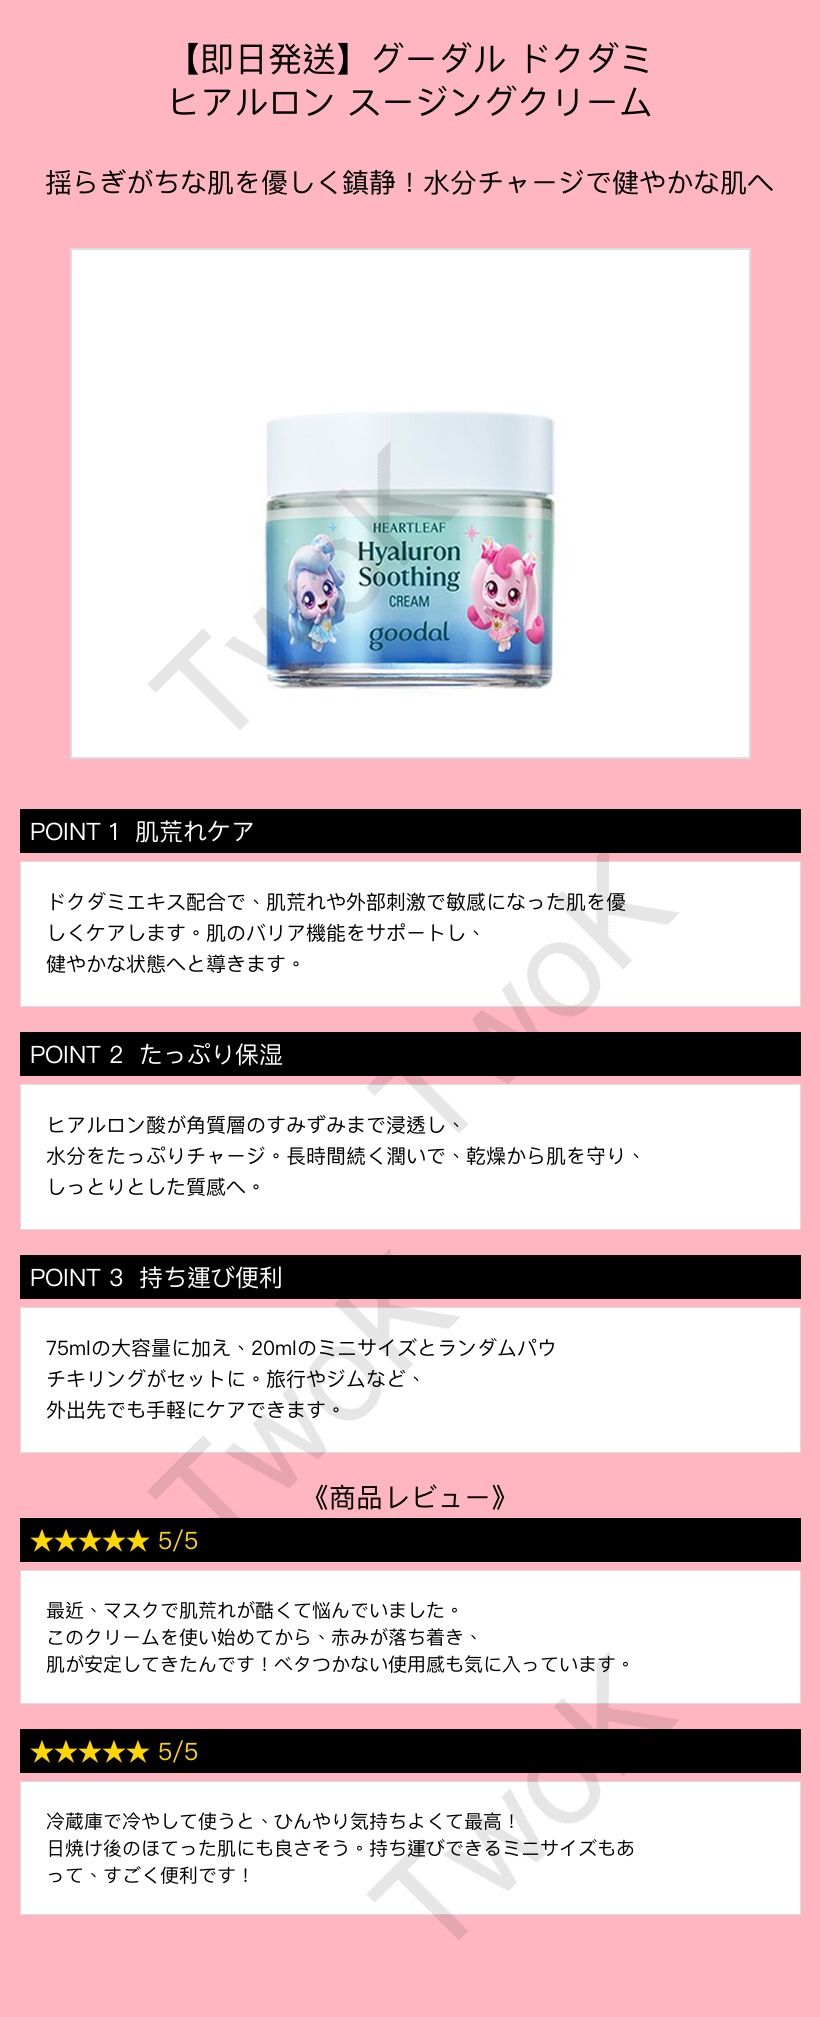 【即日発送】グーダル ドクダミ
ヒアルロン スージングクリーム
揺らぎがちな肌を優しく鎮静！水分チャージで健やかな肌へ
HEARTLEAF
Hyaluron
Soothing
CREAM
goodal
TwoK
POINT 1 肌荒れケア
ドクダミエキス配合で、肌荒れや外部刺激で敏感になった肌を優
しくケアします。肌のバリア機能をサポートし、
健やかな状態へと導きます。
TwoK
POINT 2 たっぷり保湿
ヒアルロン酸が角質層のすみずみまで浸透し、
水分をたっぷりチャージ。長時間続く潤いで、乾燥から肌を守り、
しっとりとした質感へ。
POINT 3 持ち運び便利
75mlの大容量に加え、20mlのミニサイズとランダムパウ
チキリングがセットに。旅行やジムなど、
外出先でも手軽にケアできます。
TwoK
《商品レビュー》
★★★★★ 5/5
最近、マスクで肌荒れが酷くて悩んでいました。
このクリームを使い始めてから、赤みが落ち着き、
肌が安定してきたんです！ベタつかない使用感も気に入っています。
★★★★★ 5/5
冷蔵庫で冷やして使うと、ひんやり気持ちよくて最高！
日焼け後のほてった肌にも良さそう。持ち運びできるミニサイズもあ
って、すごく便利です！
TwoK